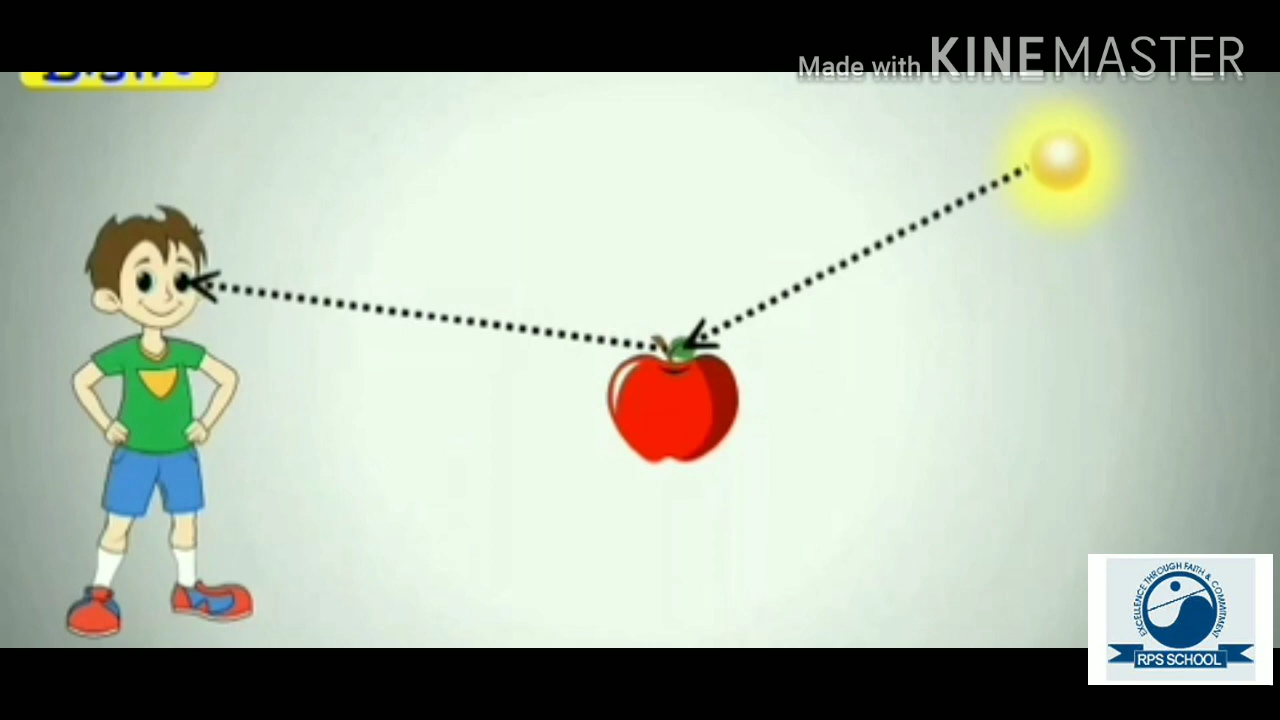 Made with KINEMASTER
EXCELLENCE THROUGH FAITH & COMMITMENT
RPS SCHOOL